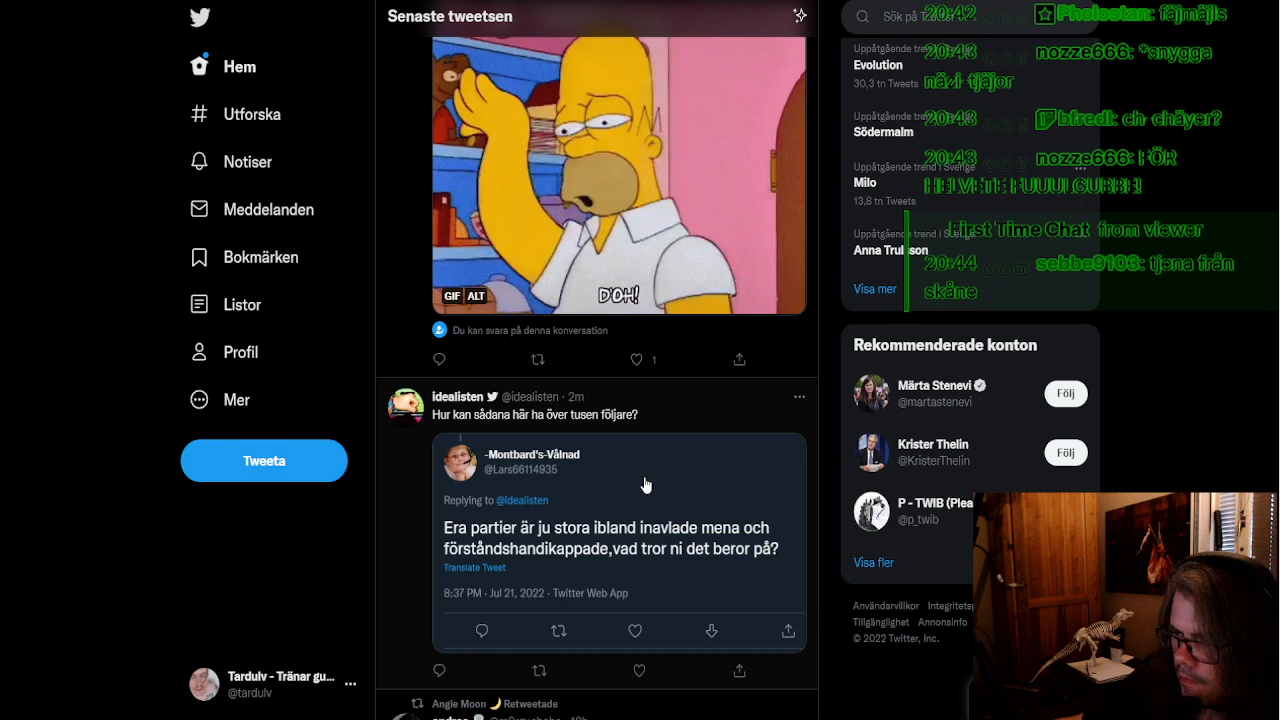 Hem
Utforska
Notiser
Meddelanden
Bokmärken
Listor
Profil
Mer
Tweeta
Tardulv - Tränar gu...
@tardulv
Senaste tweetsen
D'OH!
GIF ALT
Du kan svara på denna konversation
1
idealisten @idealisten · 2m
Hur kan sådana här ha över tusen följare?
-Montbard's-Vålnad
@Lars66114935
Replying to @idealisten
Era partier är ju stora ibland inavlade mena och
förståndshandikappade,vad tror ni det beror på?
Translate Tweet
8:37 PM · Jul 21, 2022 · Twitter Web App
Angie Moon 🌙 Retweetade
Sök på
Uppåtgående trend i
Evolution
30,3 tn Tweets
Uppåtgående
Södermalm
Uppåtgående trend i Sverige
Milo
13,8 tn Tweets
Uppåtgående trend i Sverige
Anna
Visa mer
20:42 Pholostan: fäjmäjls
20:43 nozze666: *snygga
näzi-tjäjor
20:43 bfredl: ch-chäyer?
20:43 nozze666: FÖR
HELVETE FUUULGUBBE!
First Time Chat from viewer
20:44 sebbe9103: tjena från
skåne
Rekommenderade konton
Märta Stenevi
@martastenevi
Följ
Krister Thelin
@KristerThelin
Följ
P - TWIB (Plea
@p_twib
Visa fler
Användarvillkor
Tillgänglighet Annonsinfo
© 2022 Twitter, Inc.